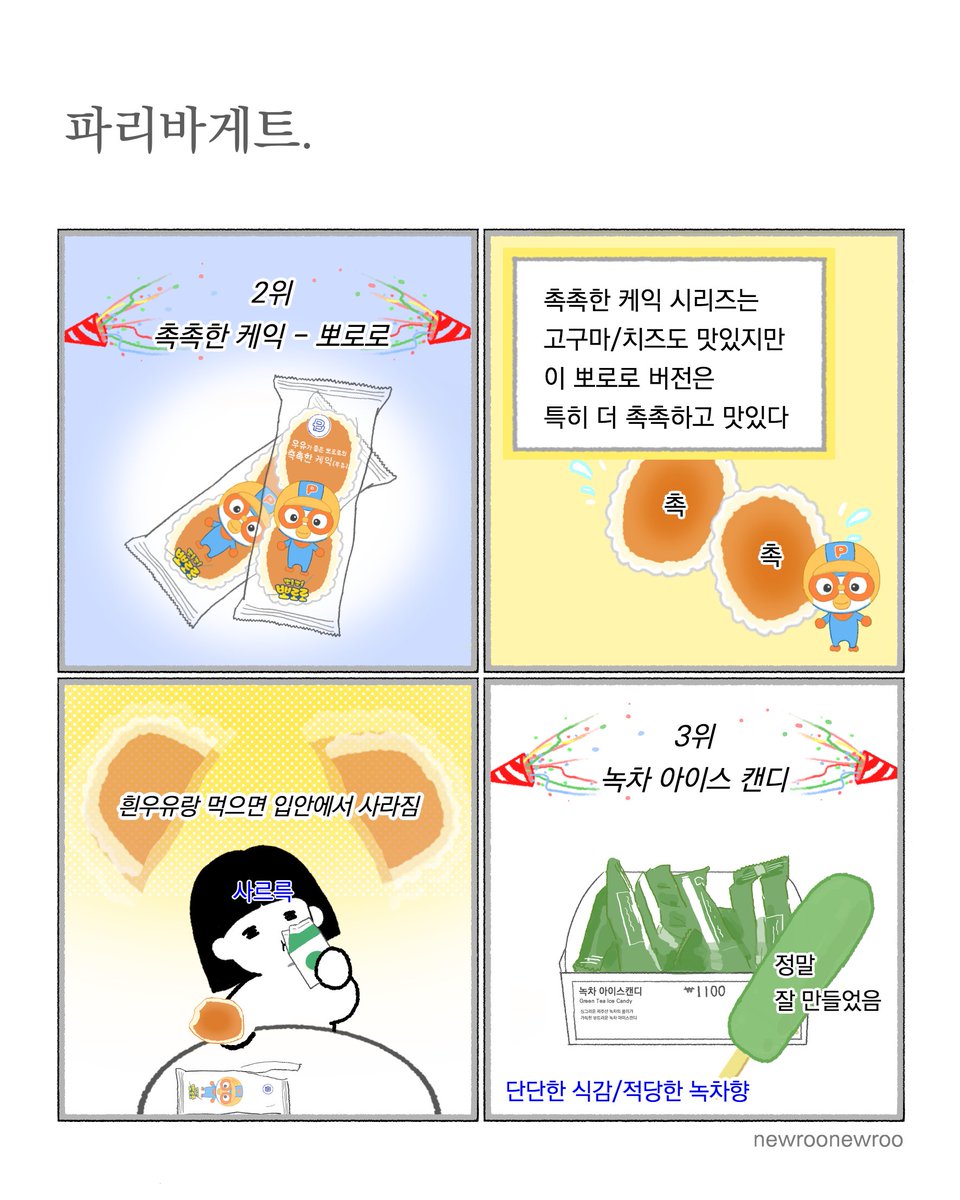 파리바게트.
2위
촉촉한 케익 - 뽀로로
우유가 좋은 뽀로로의
촉촉한 케익(우유)
P
P
뽀로로
뽀로로
촉촉한 케익 시리즈는
고구마/치즈도 맛있지만
이 뽀로로 버전은
특히 더 촉촉하고 맛있다
촉
촉
P
흰우유랑 먹으면 입안에서 사라짐
사르륵
3위
녹차 아이스 캔디
녹차 아이스캔디 ₩1100
Green Tea Ice Candy
정말
잘 만들었음
단단한 식감/적당한 녹차향
newroonewroo